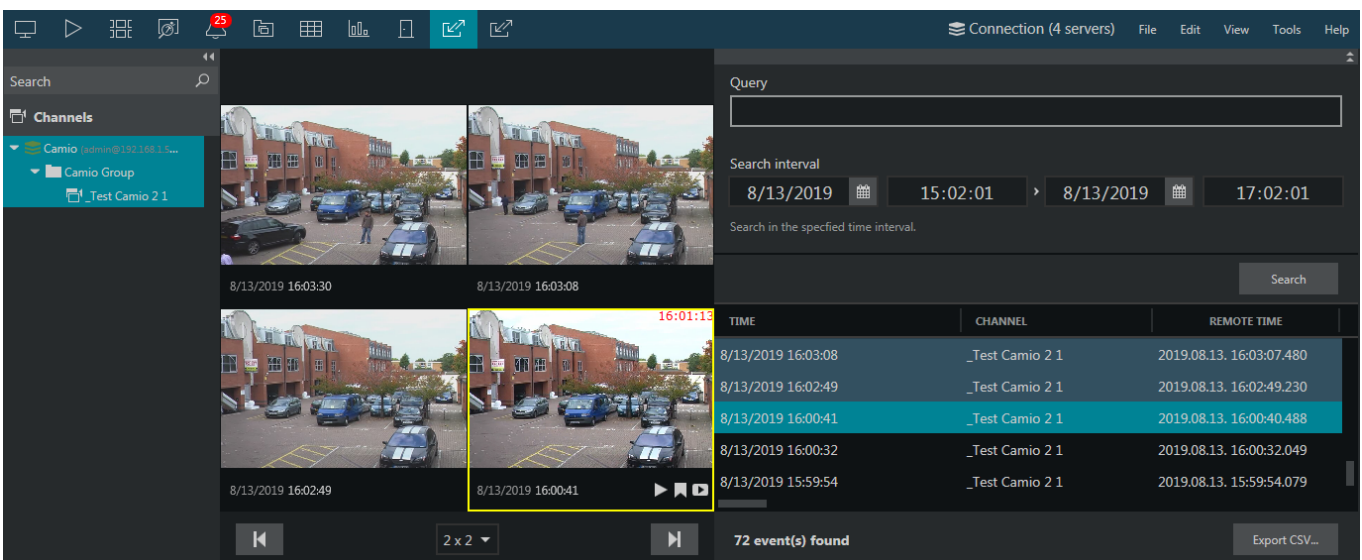 25
Connection (4 servers) File Edit View Tools Help
Search
Channels
Camio (admin@192.168.1.5...
Camio Group
_Test Camio 2 1
8/13/2019 16:03:30
8/13/2019 16:03:08
16:01:13
8/13/2019 16:02:49
8/13/2019 16:00:41
2 x 2
Query
Search interval
8/13/2019 15:02:01 › 8/13/2019 17:02:01
Search in the specfied time interval.
Search
TIME CHANNEL REMOTE TIME
8/13/2019 16:03:08 _Test Camio 2 1 2019.08.13. 16:03:07.480
8/13/2019 16:02:49 _Test Camio 2 1 2019.08.13. 16:02:49.230
8/13/2019 16:00:41 _Test Camio 2 1 2019.08.13. 16:00:40.488
8/13/2019 16:00:32 _Test Camio 2 1 2019.08.13. 16:00:32.049
8/13/2019 15:59:54 _Test Camio 2 1 2019.08.13. 15:59:54.079
72 event(s) found
Export CSV...